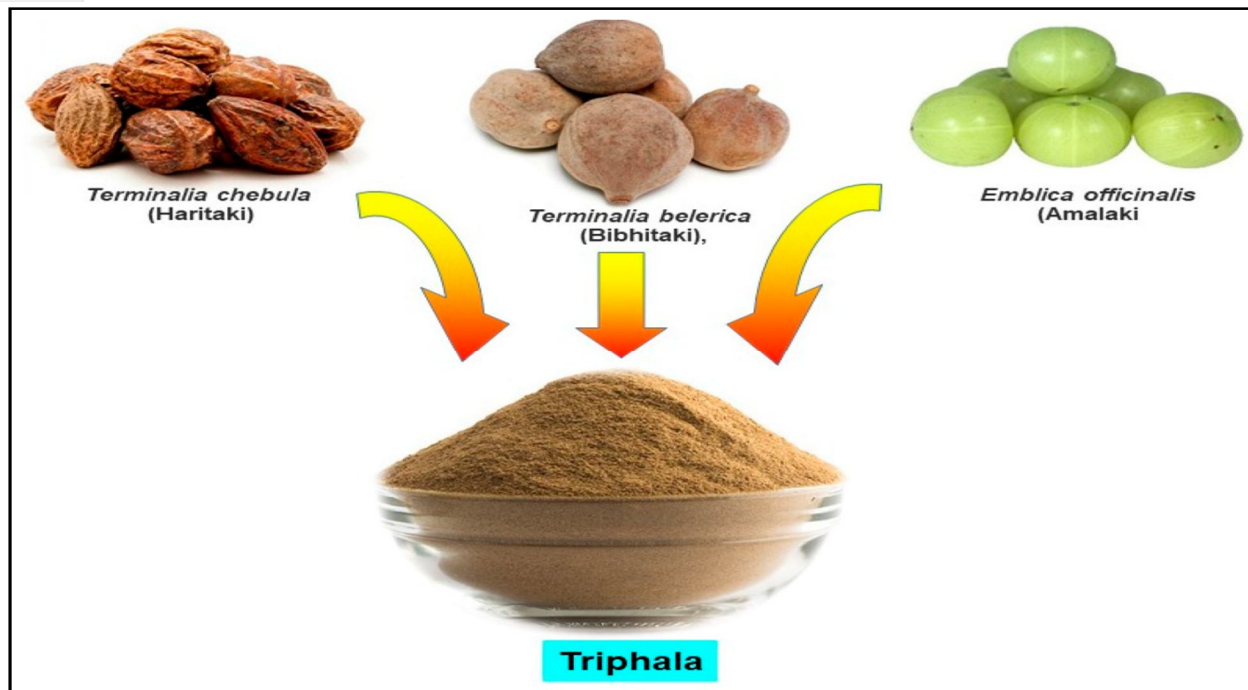 Terminalia chebula
(Haritaki)
Terminalia belerica
(Bibhitaki),
Emblica officinalis
(Amalaki
Triphala